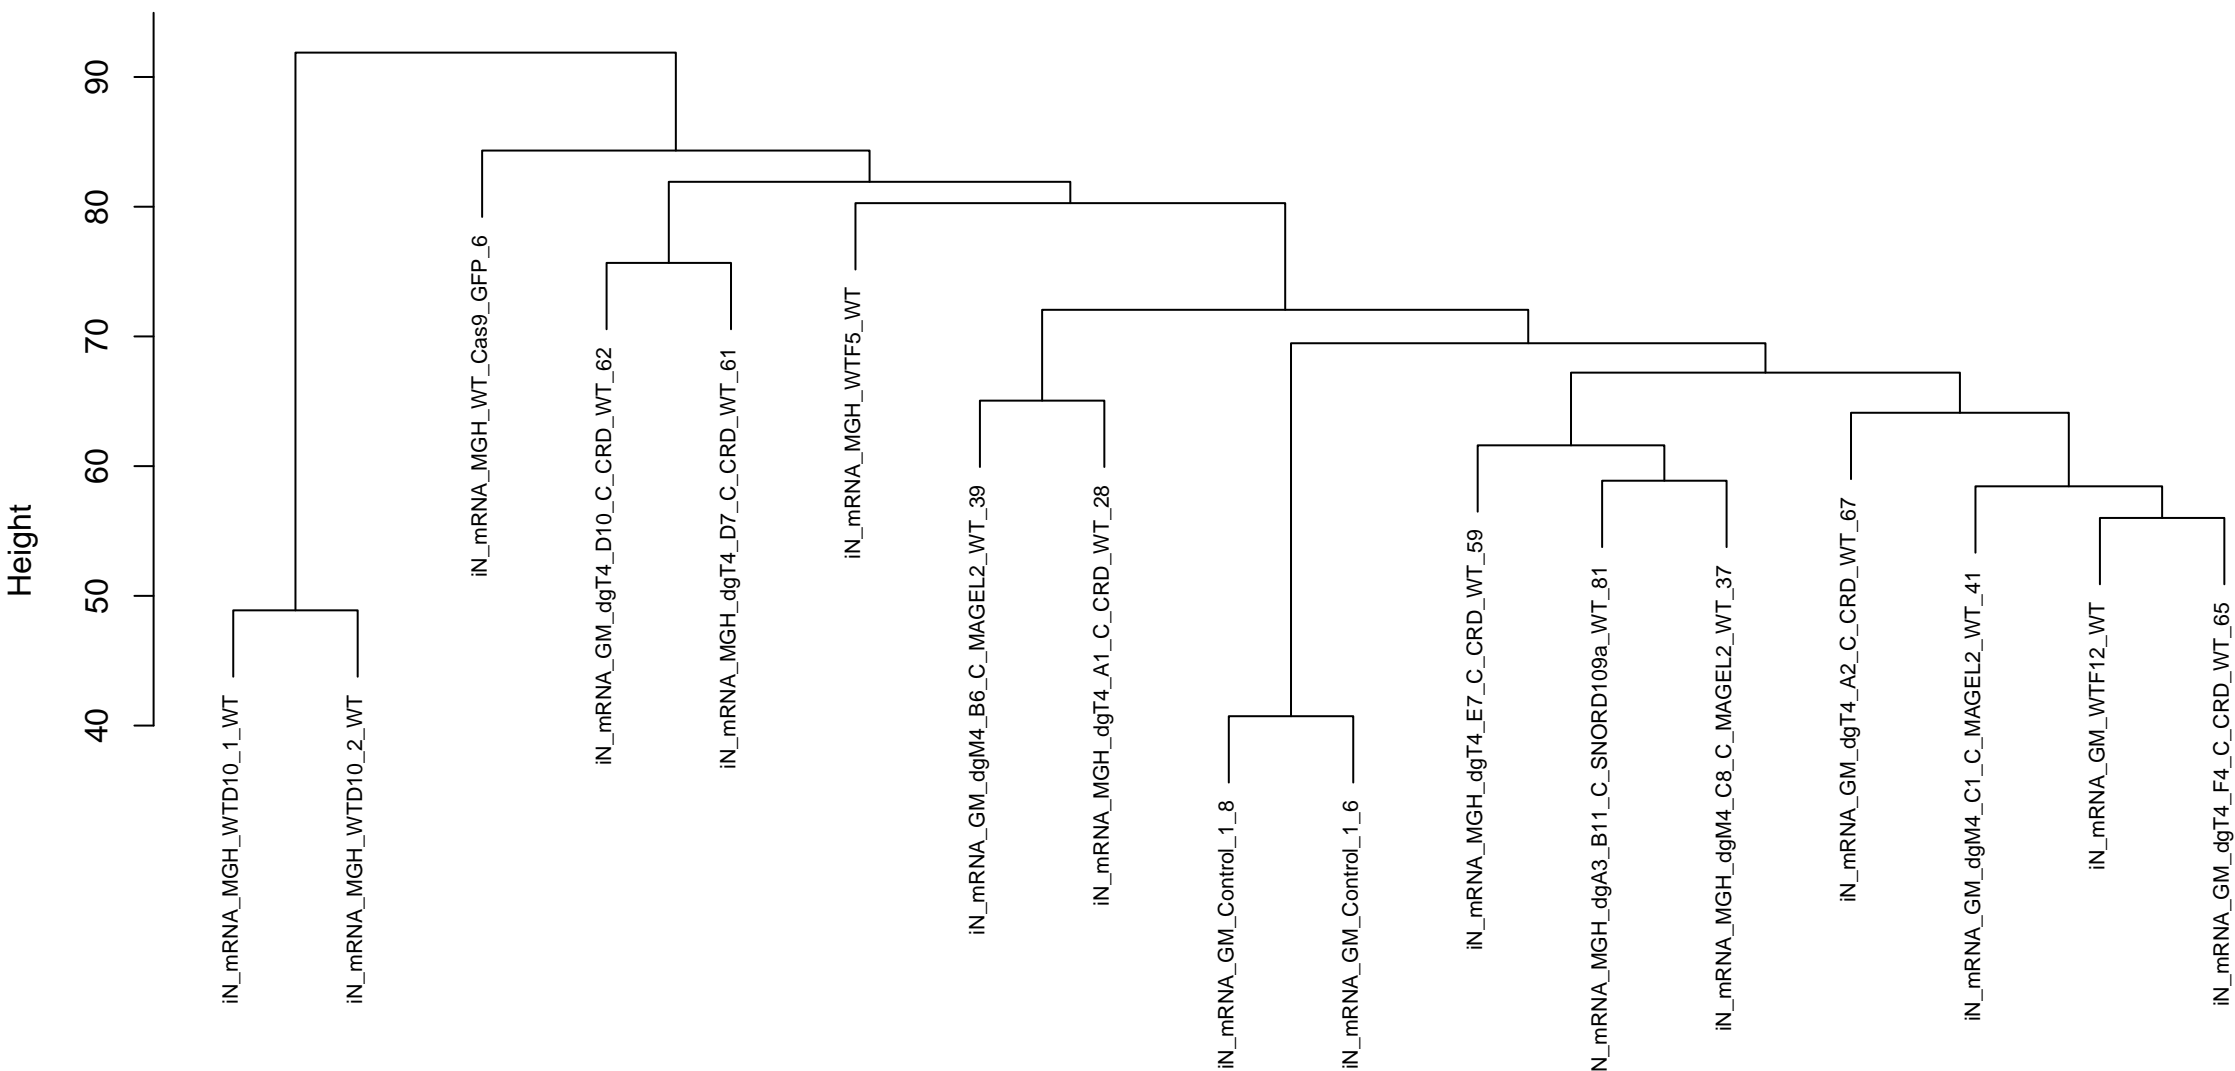 Height
90
80
70
60
50
40
iN_mRNA_MGH_WTD10_1_WT
iN_mRNA_MGH_WTD10_2_WT
iN_mRNA_MGH_WT_Cas9_GFP_6
iN_mRNA_GM_dgT4_D10_C_CRD_WT_62
iN_mRNA_MGH_dgT4_D7_C_CRD_WT_61
iN_mRNA_MGH_WTF5_WT
iN_mRNA_GM_dgM4_B6_C_MAGEL2_WT_39
iN_mRNA_MGH_dgT4_A1_C_CRD_WT_28
iN_mRNA_GM_Control_1_8
iN_mRNA_GM_Control_1_6
iN_mRNA_MGH_dgT4_E7_C_CRD_WT_59
N_mRNA_MGH_dgA3_B11_C_SNORD109a_WT_81
iN_mRNA_MGH_dgM4_C8_C_MAGEL2_WT_37
iN_mRNA_GM_dgT4_A2_C_CRD_WT_67
iN_mRNA_GM_dgM4_C1_C_MAGEL2_WT_41
iN_mRNA_GM_WTF12_WT
iN_mRNA_GM_dgT4_F4_C_CRD_WT_65